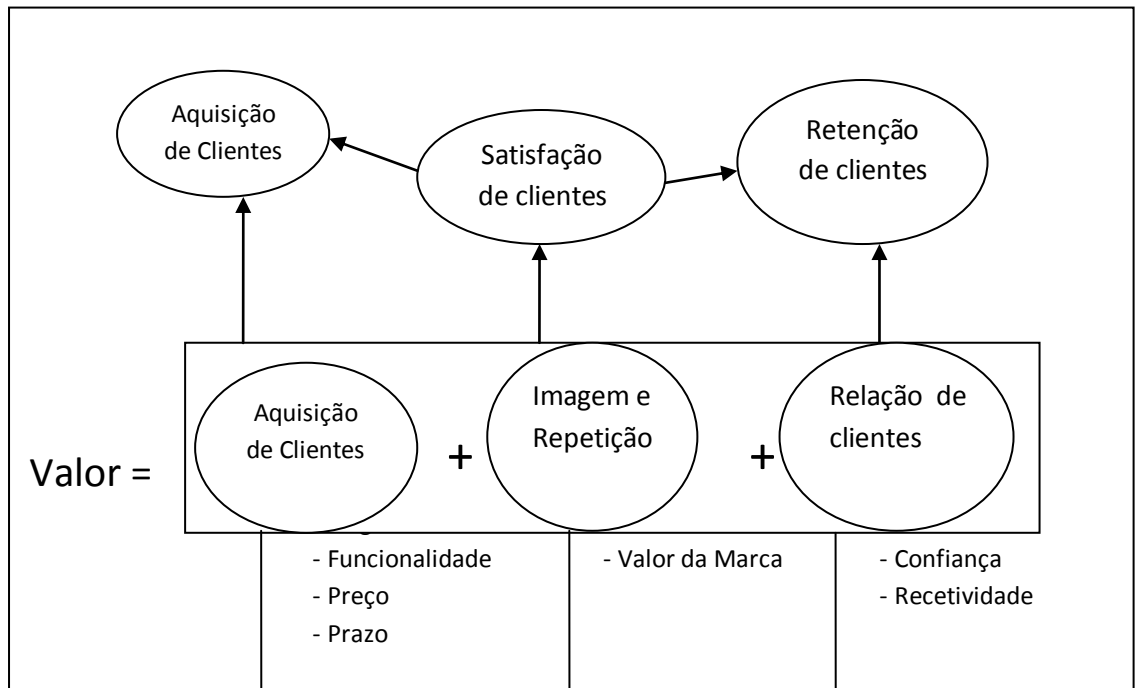 Aquisição
de Clientes
Satisfação
de clientes
Retenção
de clientes
Valor =
Aquisição
de Clientes
+
Imagem e
Repetição
+
Relação de
clientes
- Funcionalidade
- Preço
- Prazo
- Valor da Marca
- Confiança
- Recetividade